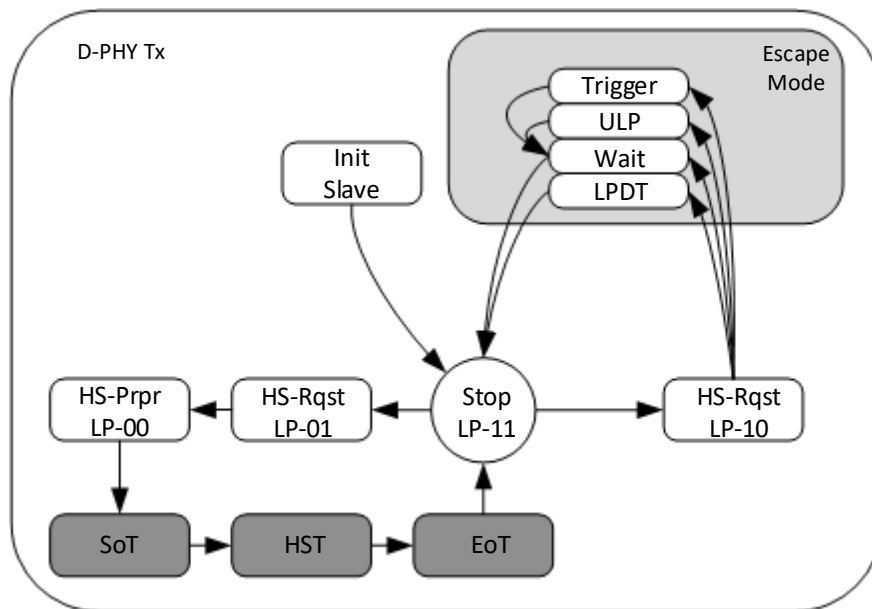 D-PHY Tx
Escape
Mode
Trigger
ULP
Wait
LPDT
Init
Slave
HS-Prpr
LP-00
HS-Rqst
LP-01
Stop
LP-11
HS-Rqst
LP-10
SoT
HST
EoT